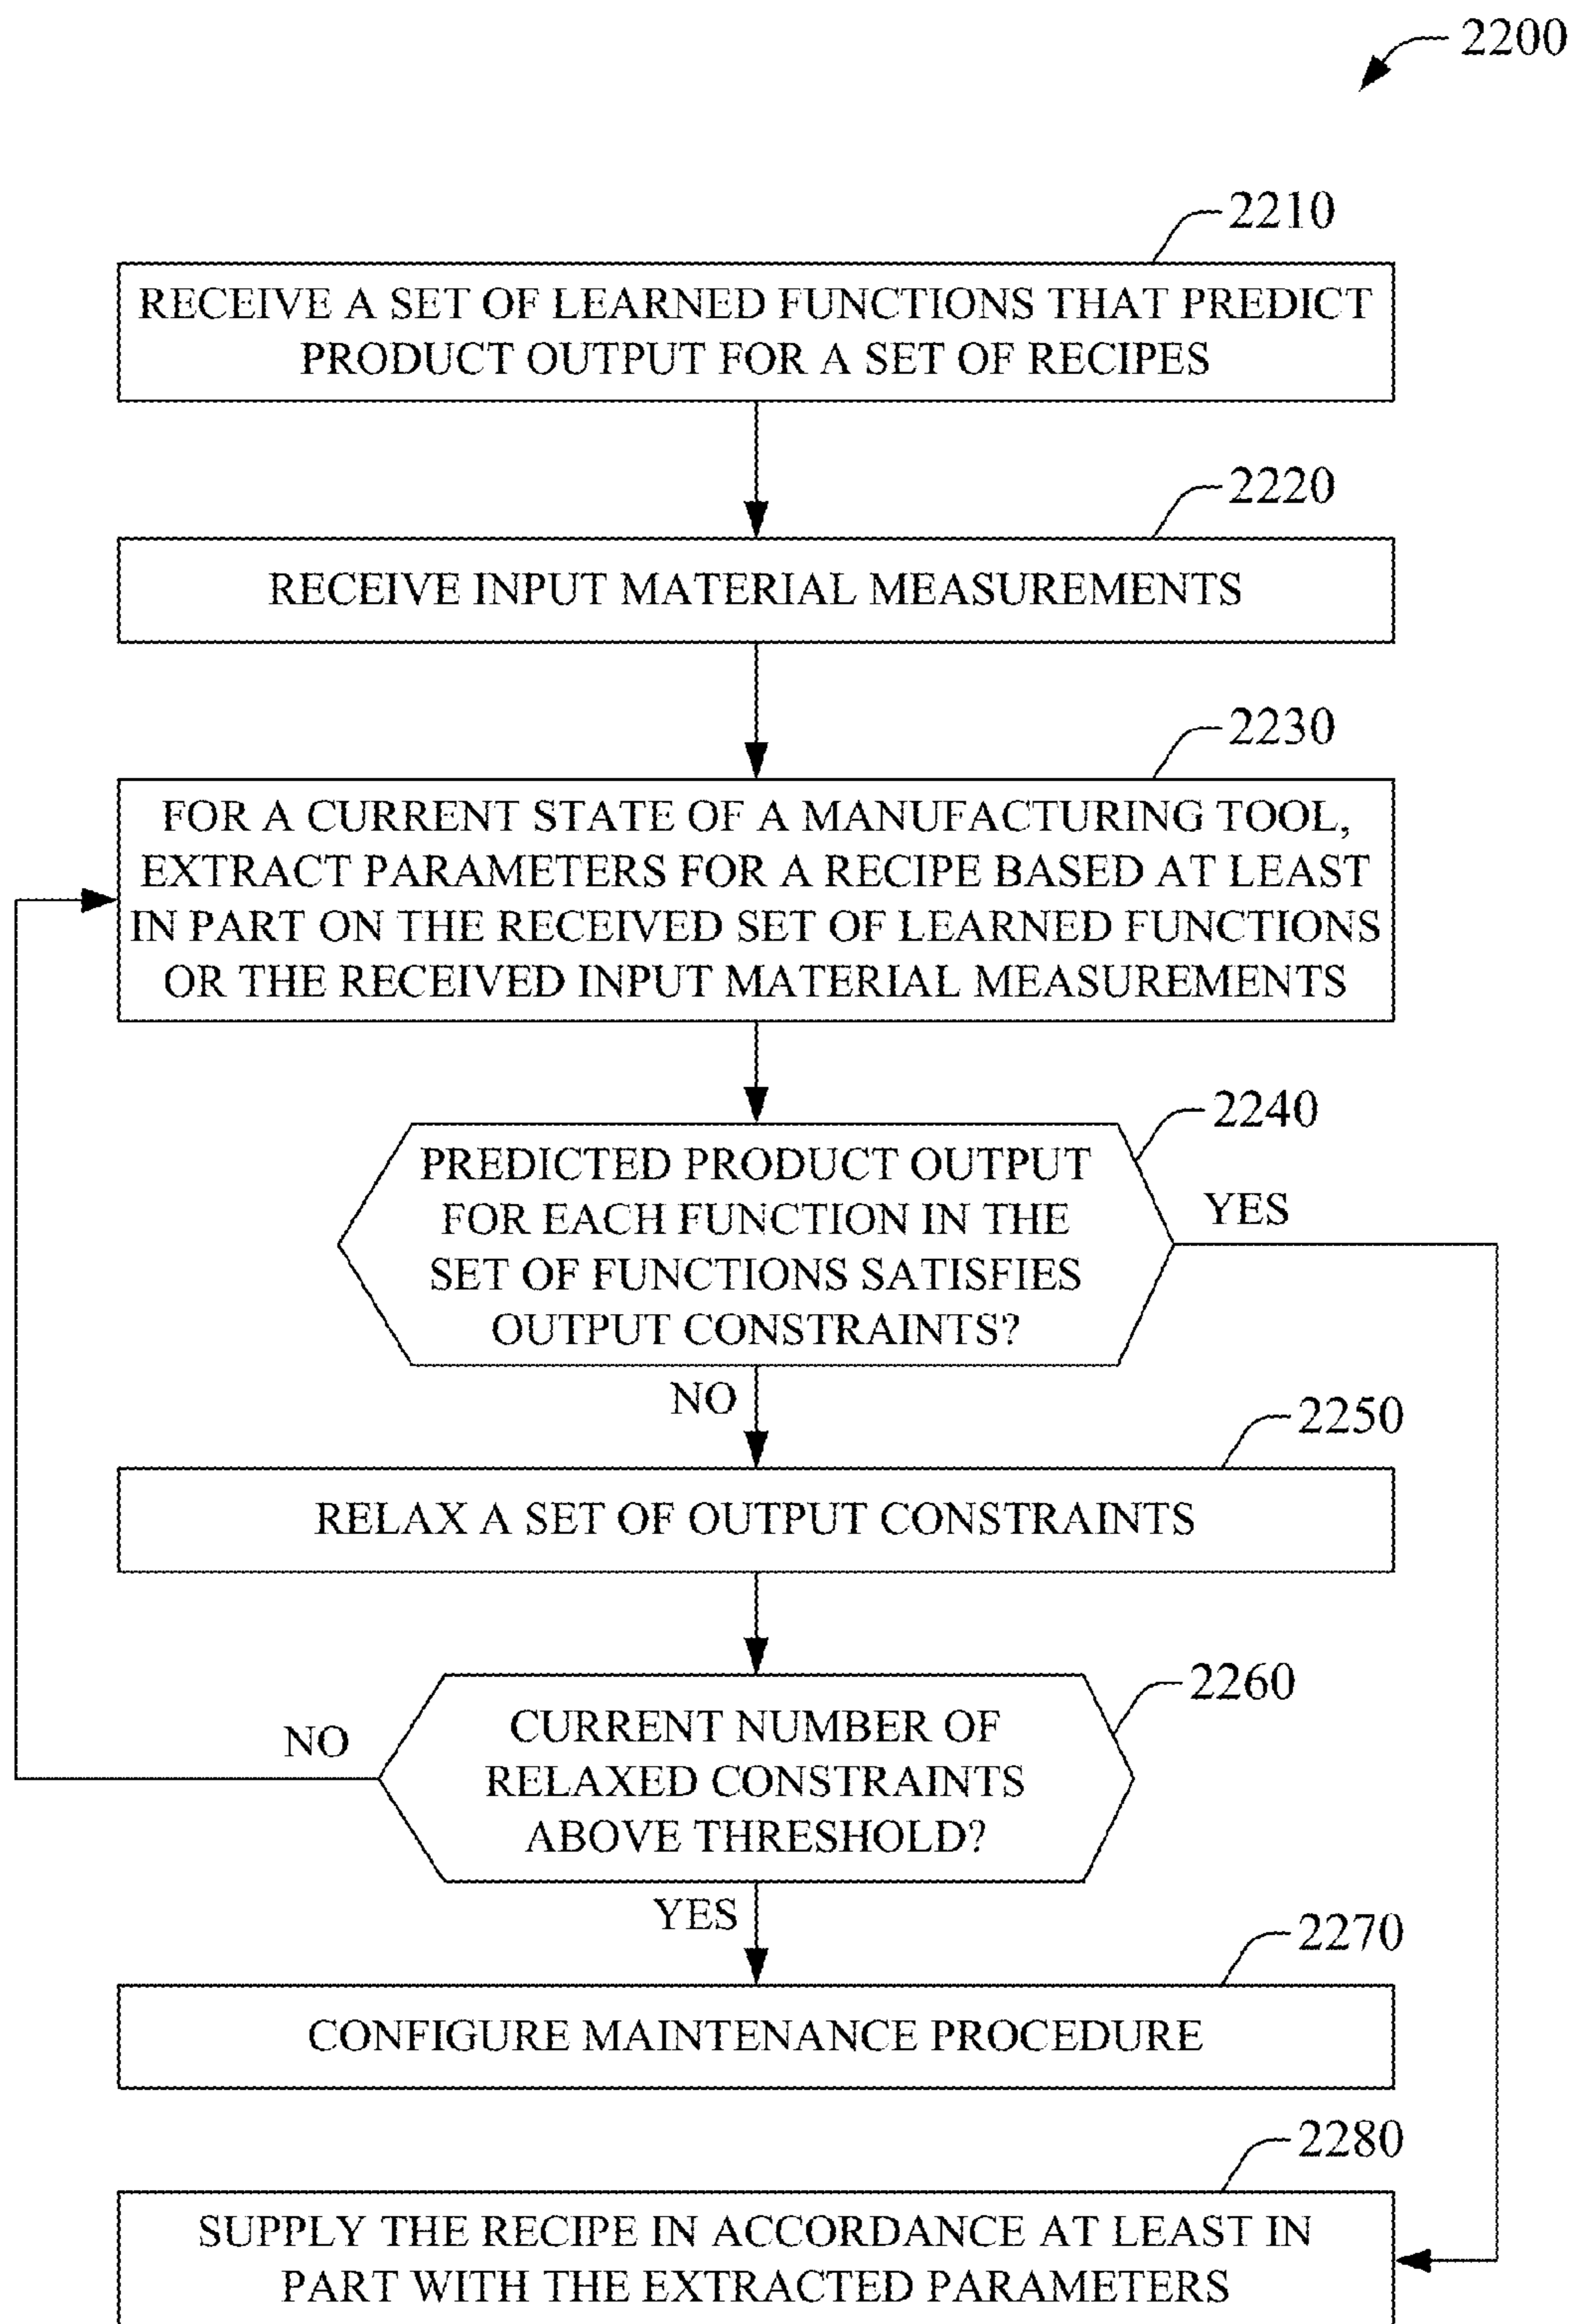 2200
2210
RECEIVE A SET OF LEARNED FUNCTIONS THAT PREDICT
PRODUCT OUTPUT FOR A SET OF RECIPES
2220
RECEIVE INPUT MATERIAL MEASUREMENTS
2230
FOR A CURRENT STATE OF A MANUFACTURING TOOL,
EXTRACT PARAMETERS FOR A RECIPE BASED AT LEAST
IN PART ON THE RECEIVED SET OF LEARNED FUNCTIONS
OR THE RECEIVED INPUT MATERIAL MEASUREMENTS
2240
PREDICTED PRODUCT OUTPUT
FOR EACH FUNCTION IN THE
SET OF FUNCTIONS SATISFIES
OUTPUT CONSTRAINTS?
YES
NO
2250
RELAX A SET OF OUTPUT CONSTRAINTS
2260
CURRENT NUMBER OF
RELAXED CONSTRAINTS
ABOVE THRESHOLD?
NO
YES
2270
CONFIGURE MAINTENANCE PROCEDURE
2280
SUPPLY THE RECIPE IN ACCORDANCE AT LEAST IN
PART WITH THE EXTRACTED PARAMETERS